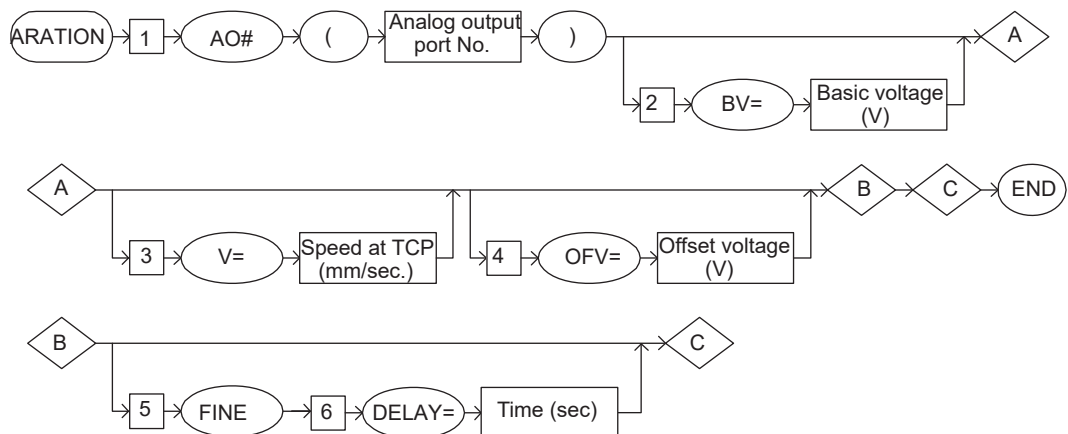 ARATION 1 AO# ( Analog output
port No. ) A
2 BV= Basic voltage
(V)
A B C END
3 V= Speed at TCP
(mm/sec.) 4 OFV= Offset voltage
(V)
B C
5 FINE 6 DELAY= Time (sec)